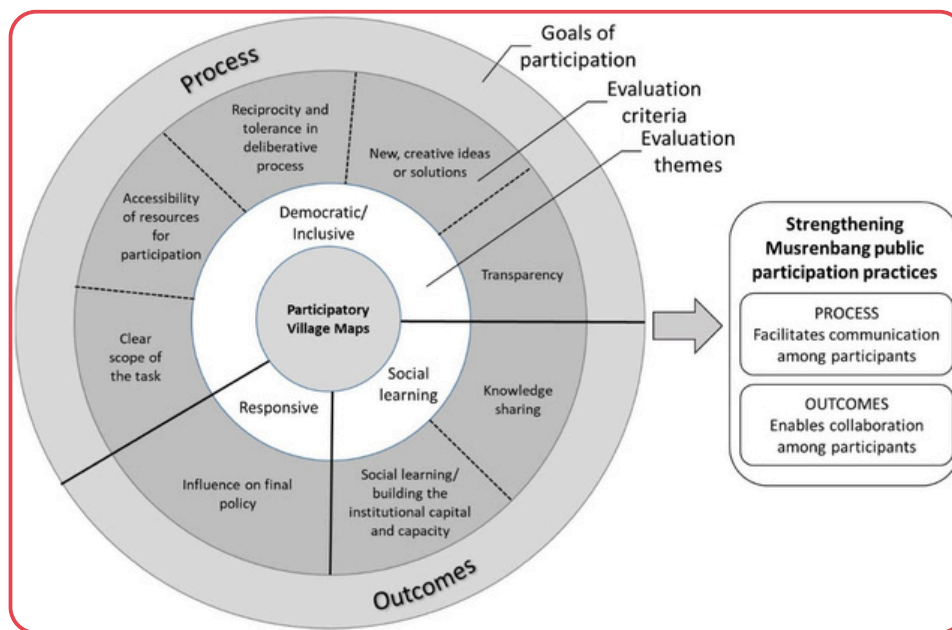 Process
Goals of
participation
Evaluation
criteria
Evaluation
themes
Reciprocity and
tolerance in
deliberative
process
New, creative ideas
or solutions
Accessibility
of resources
for
participation
Democratic/
Inclusive
Transparency
Participatory
Village Maps
Clear
scope of
the task
Responsive
Social
learning
Knowledge
sharing
Influence on final
policy
Social learning/
building the
institutional capital
and capacity
Outcomes
Strengthening
Musrenbang public
participation practices
PROCESS
Facilitates communication
among participants
OUTCOMES
Enables collaboration
among participants